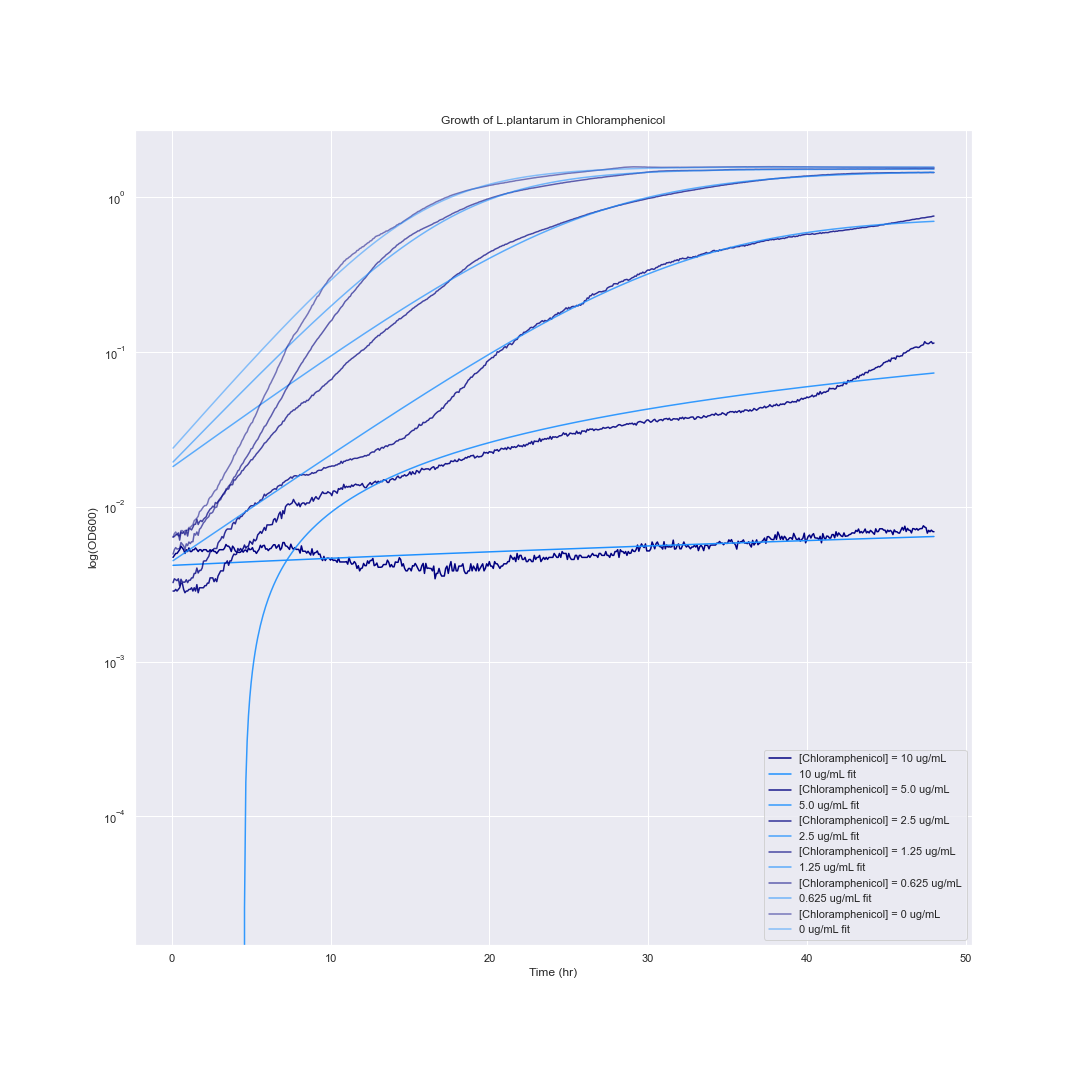 Growth of L.plantarum in Chloramphenicol
log(OD600)
10⁰
10⁻¹
10⁻²
10⁻³
10⁻⁴
0 10 20 30 40 50
Time (hr)
[Chloramphenicol] = 10 ug/mL
10 ug/mL fit
[Chloramphenicol] = 5.0 ug/mL
5.0 ug/mL fit
[Chloramphenicol] = 2.5 ug/mL
2.5 ug/mL fit
[Chloramphenicol] = 1.25 ug/mL
1.25 ug/mL fit
[Chloramphenicol] = 0.625 ug/mL
0.625 ug/mL fit
[Chloramphenicol] = 0 ug/mL
0 ug/mL fit